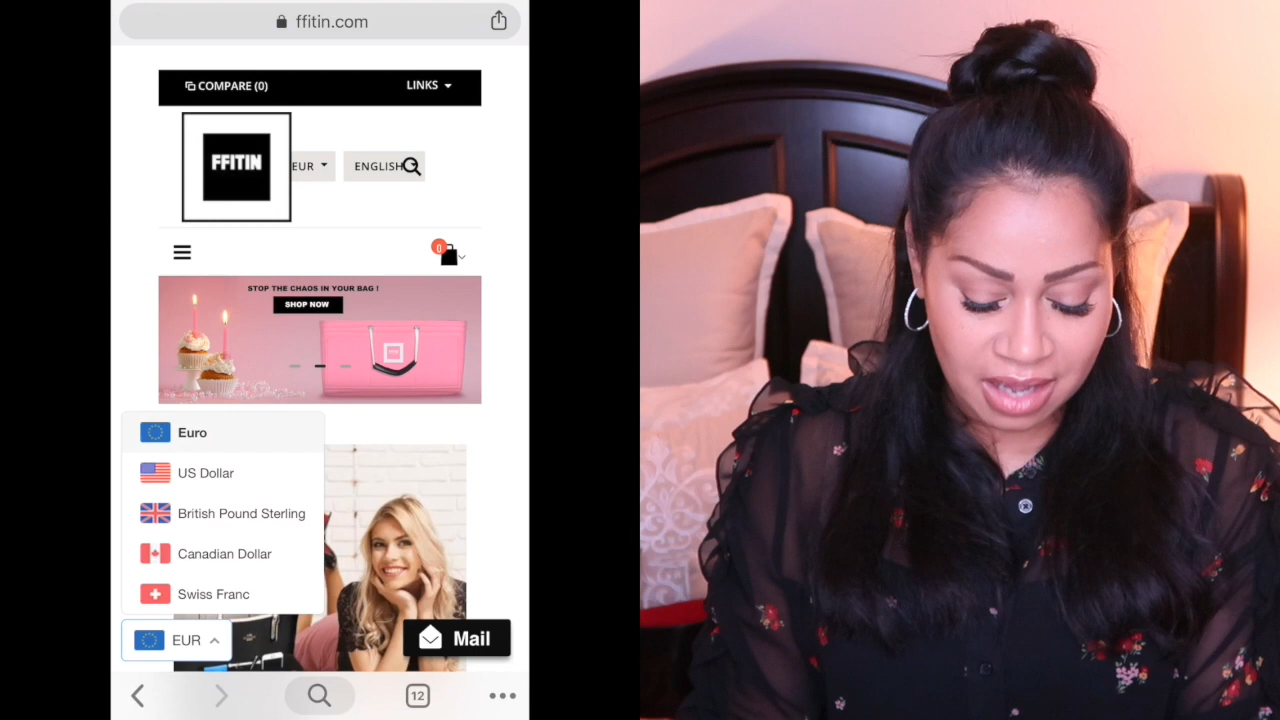 ffitin.com
COMPARE (0)
LINKS
FFITIN
EUR
ENGLISH
0
STOP THE CHAOS IN YOUR BAG !
SHOP NOW
Euro
US Dollar
British Pound Sterling
Canadian Dollar
Swiss Franc
EUR
Mail
12